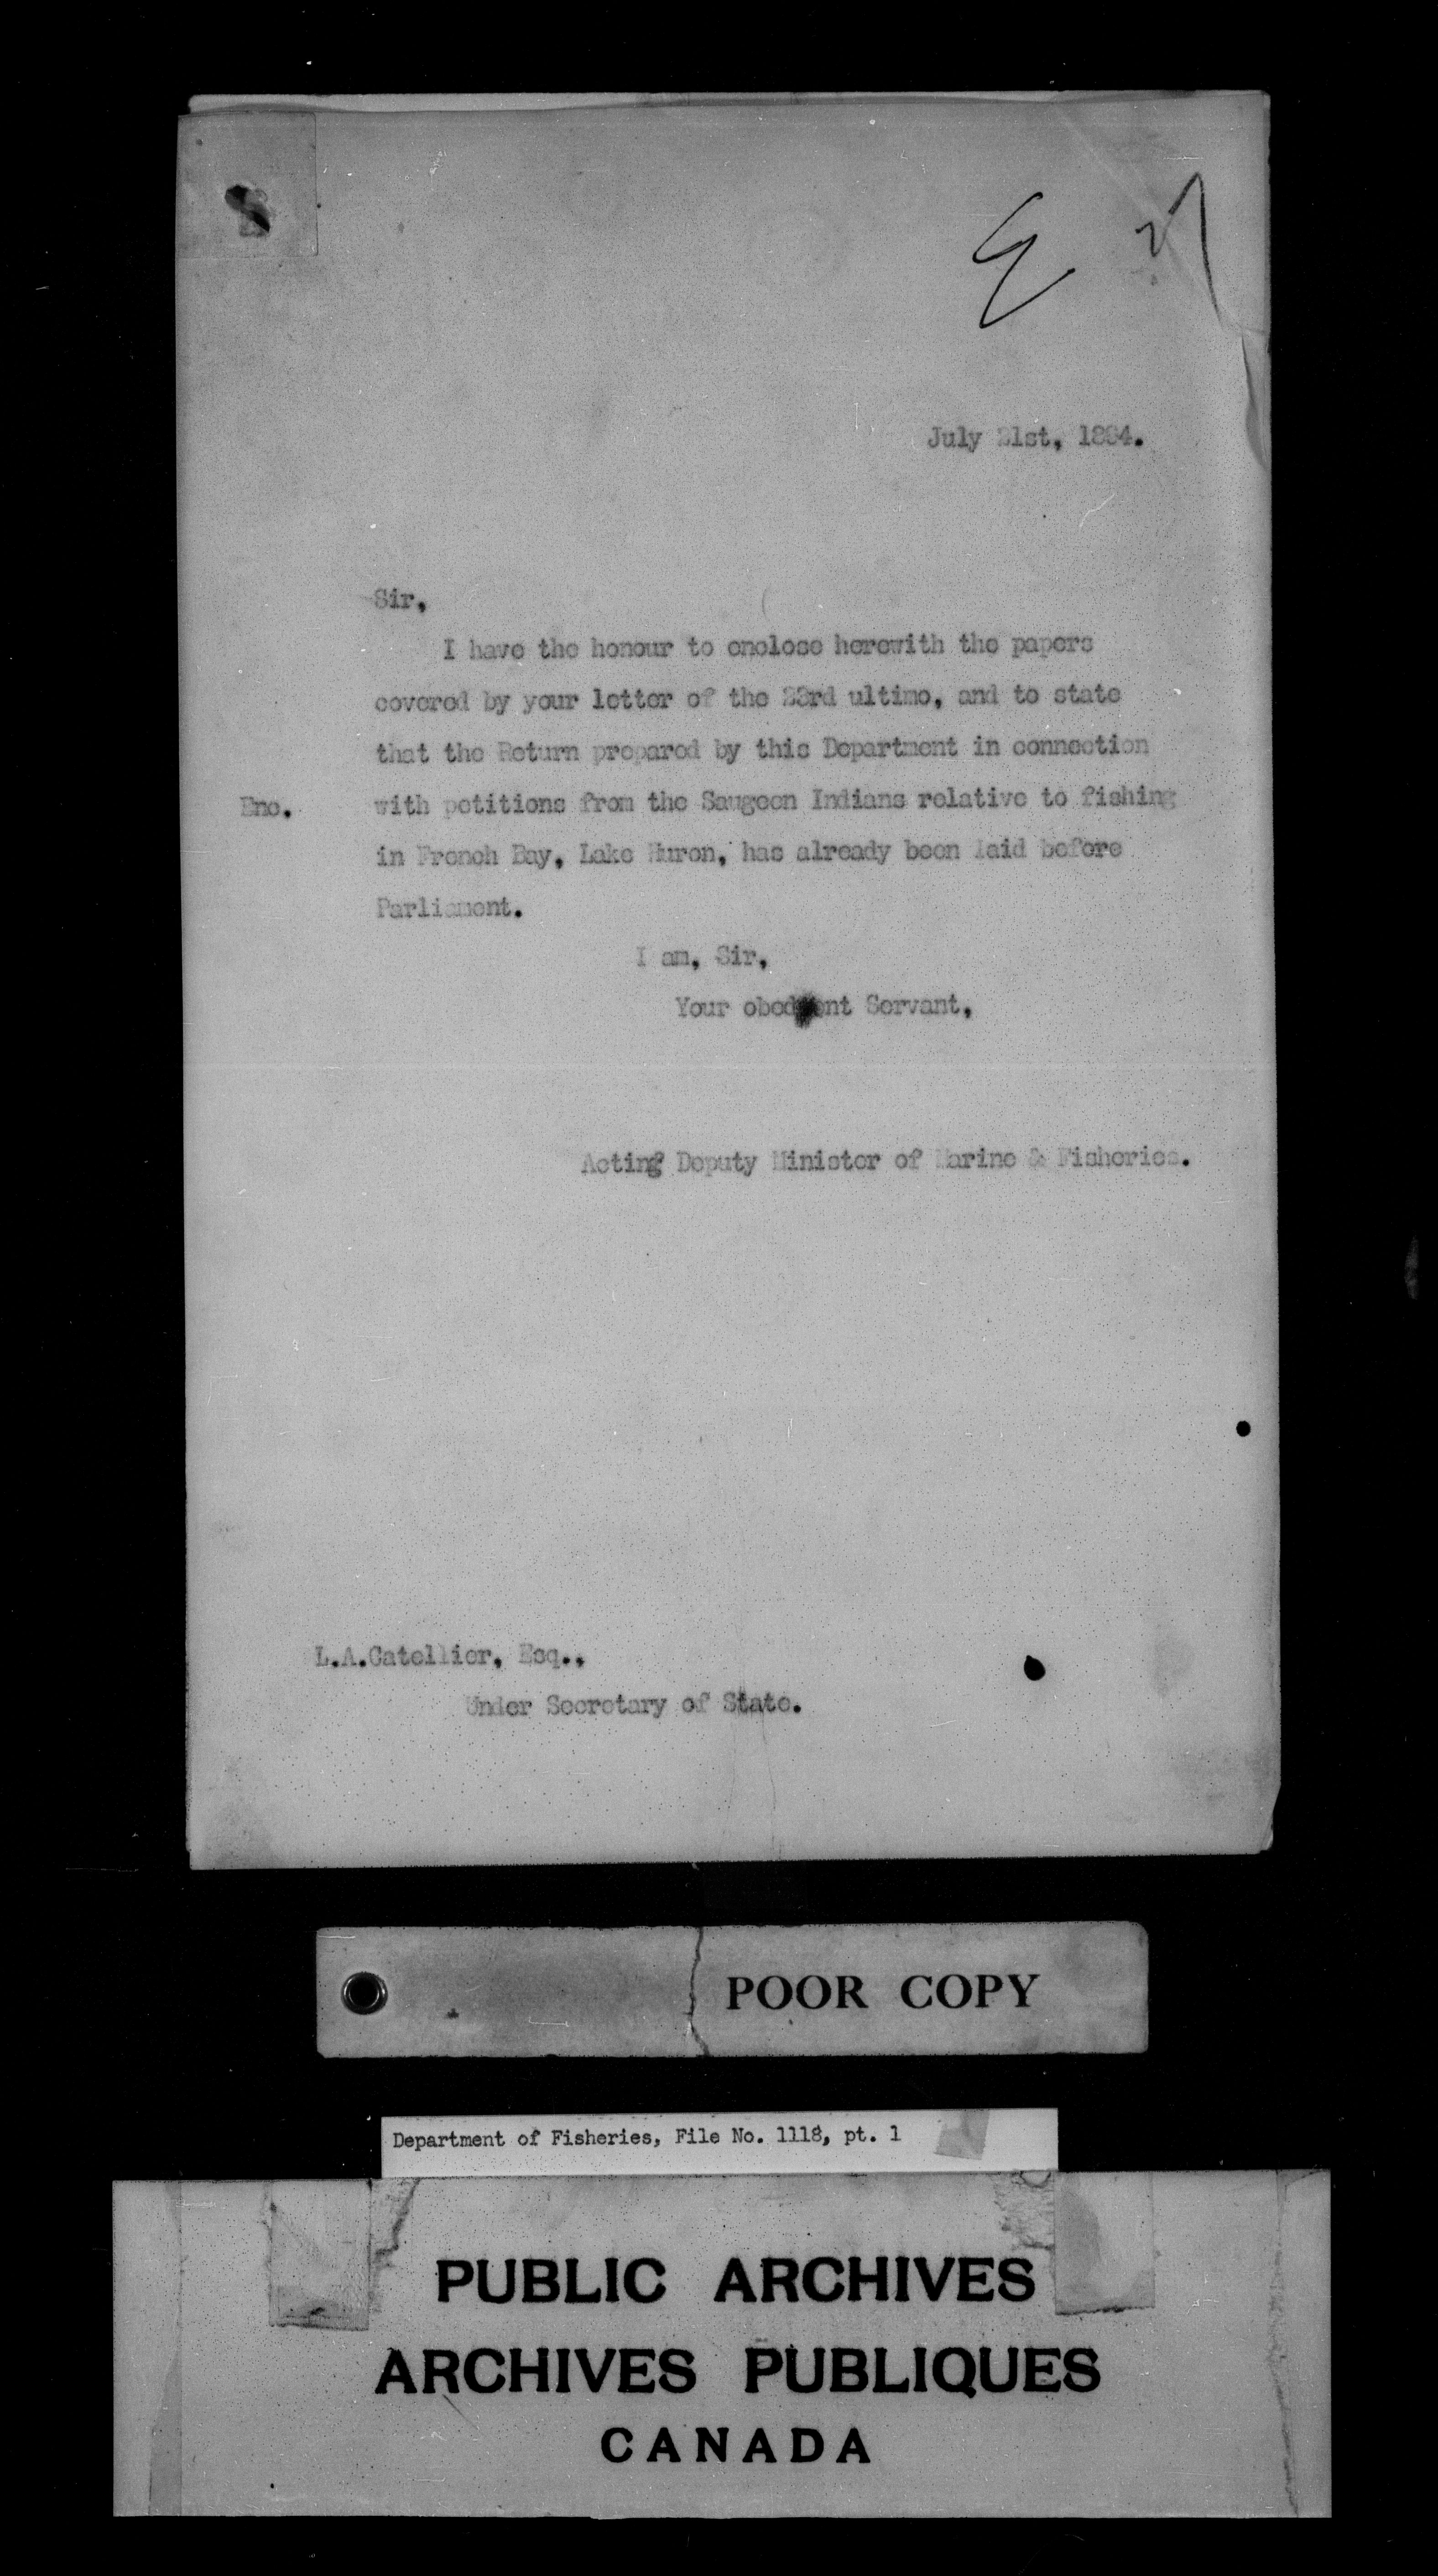 July 21st,
Sir,
I have the honour to enclose herewith the papers
covered by your letter of the 23rd ultimo, and to state
that the Return prepared by this Department in connection
Enc. with petitions from the Saugeen Indians relative to fishing
in French Bay, Lake Huron, has already been laid before
Parliament.
I am, Sir,
Your obedient Servant,
Acting Deputy Minister of Marine & Fisheries.
L.A.Catellier, Esq.,
Under Secretary of State.
POOR COPY
Department of Fisheries, File No. 1118, pt. 1
PUBLIC ARCHIVES
ARCHIVES PUBLIQUES
CANADA